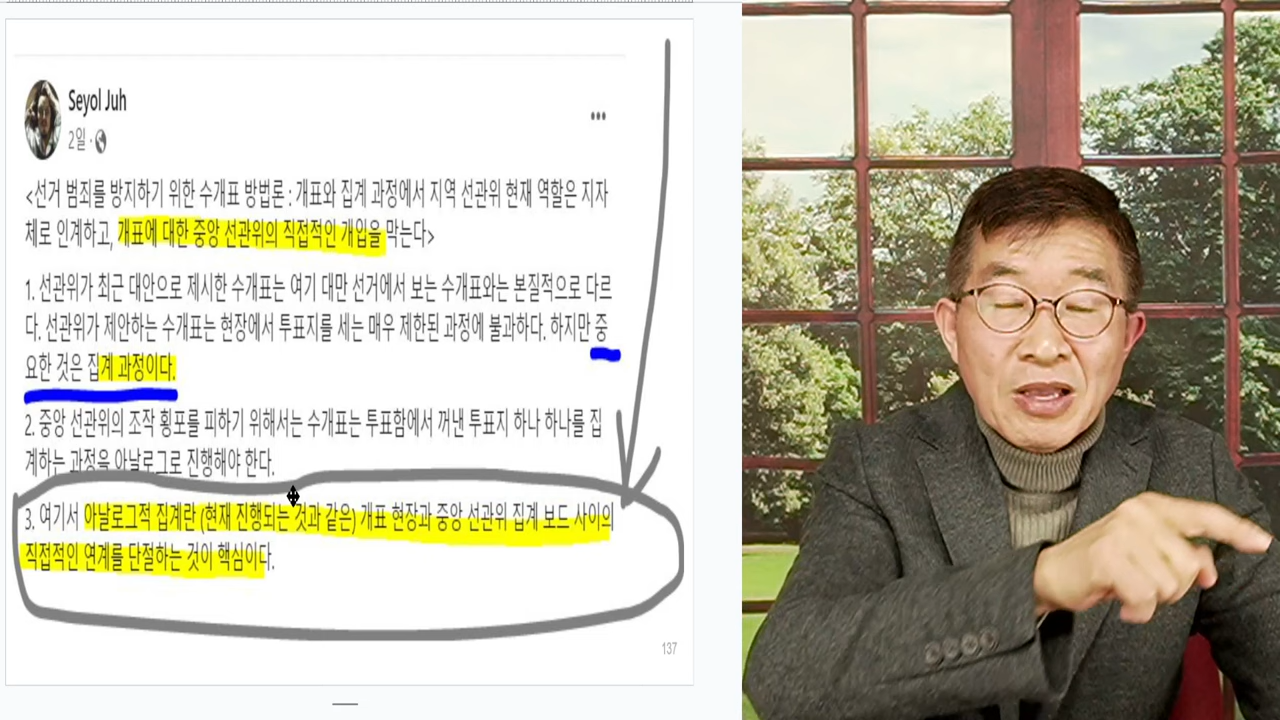 Seyol Juh
2일 ·
<선거 범죄를 방지하기 위한 수개표 방법론 : 개표와 집계 과정에서 지역 선관위 현재 역할은 지자
체로 인계하고, 개표에 대한 중앙 선관위의 직접적인 개입을 막는다>
1. 선관위가 최근 대안으로 제시한 수개표는 여기 대만 선거에서 보는 수개표와는 본질적으로 다르
다. 선관위가 제안하는 수개표는 현장에서 투표지를 세는 매우 제한된 과정에 불과하다. 하지만 중
요한 것은 집계 과정이다.
2. 중앙 선관위의 조작 횡포를 피하기 위해서는 수개표는 투표함에서 꺼낸 투표지 하나 하나를 집
계하는 과정을 아날로그로 진행해야 한다.
3. 여기서 아날로그적 집계란 (현재 진행되는 것과 같은) 개표 현장과 중앙 선관위 집계 보드 사이의
직접적인 연계를 단절하는 것이 핵심이다.
137